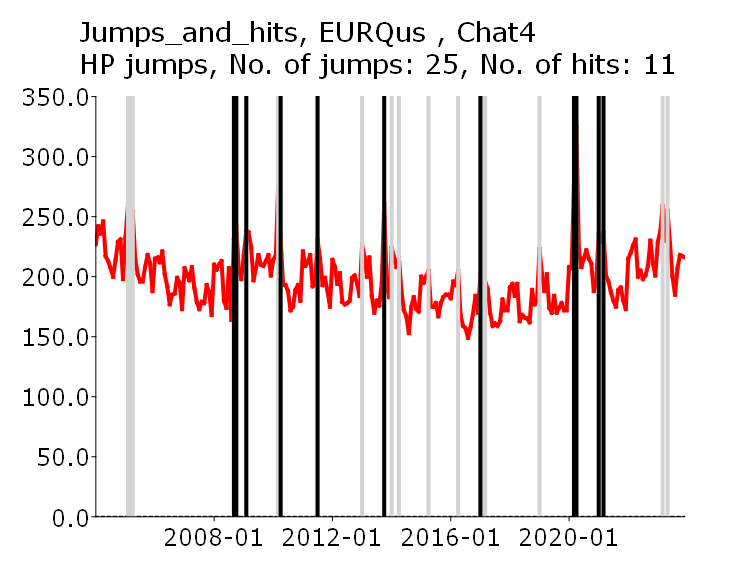 Jumps_and_hits, EURQus , Chat4
HP jumps, No. of jumps: 25, No. of hits: 11
350.0
300.0
250.0
200.0
150.0
100.0
50.0
0.0
2008-01 2012-01 2016-01 2020-01